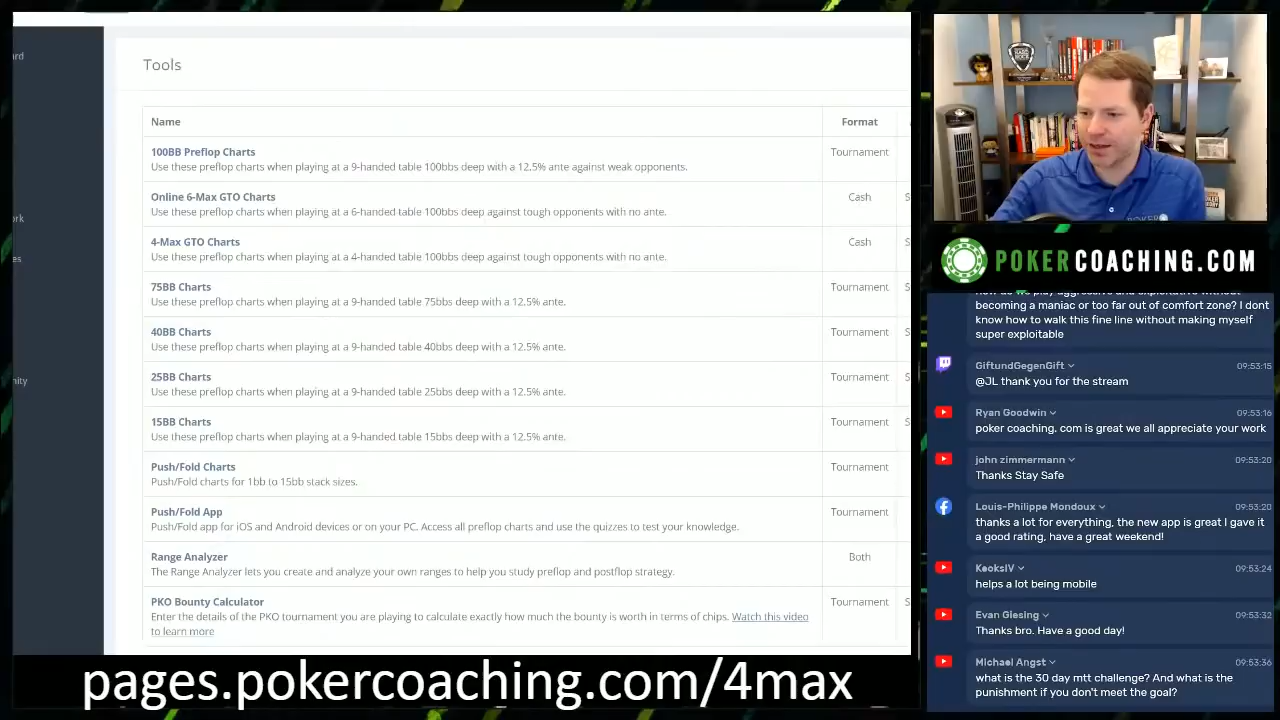 Tools
Name
Format
100BB Preflop Charts
Tournament
Use these preflop charts when playing at a 9-handed table 100bbs deep with a 12.5% ante against weak opponents.
Online 6-Max GTO Charts
Cash
S
Use these preflop charts when playing at a 6-handed table 100bbs deep against tough opponents with no ante.
4-Max GTO Charts
Cash
S
Use these preflop charts when playing at a 4-handed table 100bbs deep against tough opponents with no ante.
75BB Charts
Tournament
S
Use these preflop charts when playing at a 9-handed table 75bbs deep with a 12.5% ante.
40BB Charts
Tournament
S
Use these preflop charts when playing at a 9-handed table 40bbs deep with a 12.5% ante.
25BB Charts
Tournament
S
Use these preflop charts when playing at a 9-handed table 25bbs deep with a 12.5% ante.
15BB Charts
Tournament
S
Use these preflop charts when playing at a 9-handed table 15bbs deep with a 12.5% ante.
Push/Fold Charts
Tournament
Push/Fold charts for 1bb to 15bb stack sizes.
Push/Fold App
Tournament
Push/Fold app for iOS and Android devices or on your PC. Access all preflop charts and use the quizzes to test your knowledge.
Range Analyzer
Both
The Range Analyzer lets you create and analyze your own ranges to help you study preflop and postflop strategy.
PKO Bounty Calculator
Tournament
S
Enter the details of the PKO tournament you are playing to calculate exactly how much the bounty is worth in terms of chips. Watch this video
to learn more
pages.pokercoaching.com/4max
POKER
POKERCOACHING.COM
becoming a maniac or too far out of comfort zone? I dont
know how to walk this fine line without making myself
super exploitable
GiftundGegenGift
09:53:15
@JL thank you for the stream
Ryan Goodwin
09:53:16
poker coaching. com is great we all appreciate your work
john zimmermann
09:53:20
Thanks Stay Safe
Louis-Philippe Mondoux
09:53:20
thanks a lot for everything, the new app is great I gave it
a good rating, have a great weekend!
KeoksIV
09:53:24
helps a lot being mobile
Evan Giesing
09:53:32
Thanks bro. Have a good day!
Michael Angst
09:53:36
what is the 30 day mtt challenge? And what is the
punishment if you don't meet the goal?